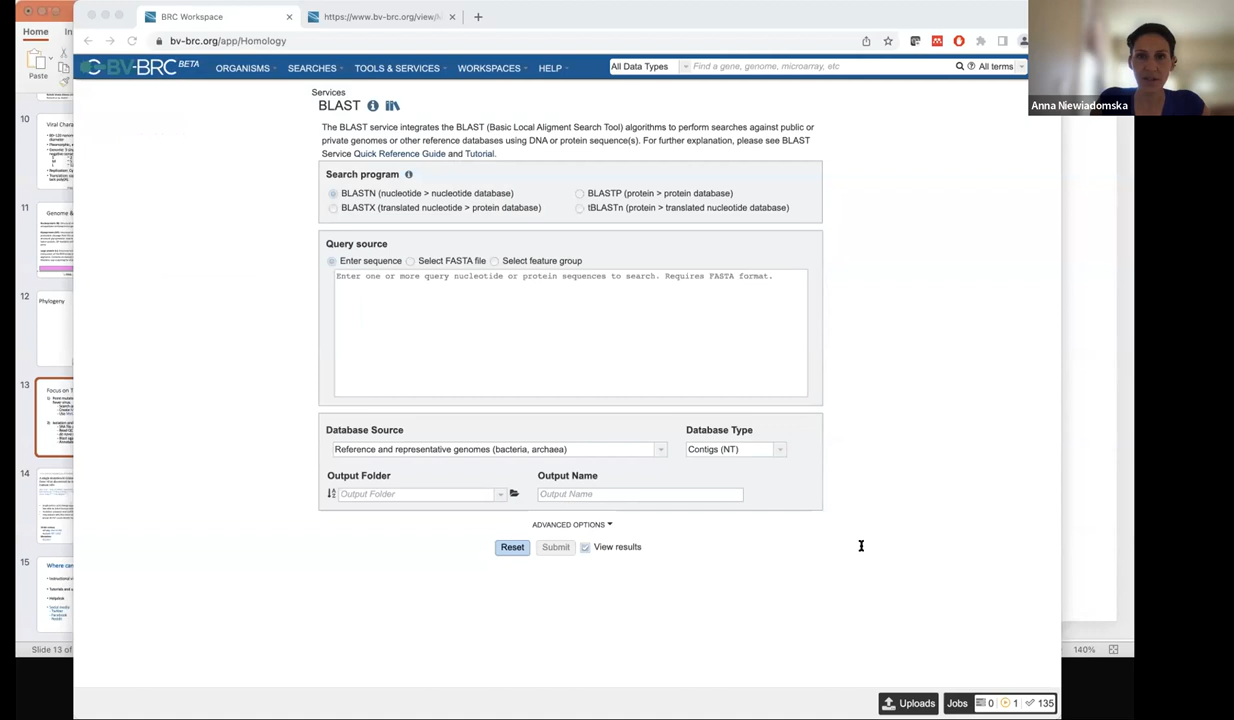 Home
In
Paste
BRC Workspace
https://www.bv-brc.org/view/
bv-brc.org/app/Homology
BV-BRC BETA
ORGANISMS
SEARCHES
TOOLS & SERVICES
WORKSPACES
HELP
All Data Types
Find a gene, genome, microarray, etc
All terms
Anna Niewiadomska
Services
BLAST
The BLAST service integrates the BLAST (Basic Local Aligment Search Tool) algorithms to perform searches against public or
private genomes or other reference databases using DNA or protein sequence(s). For further explanation, please see BLAST
Service Quick Reference Guide and Tutorial.
Search program
BLASTN (nucleotide > nucleotide database)
BLASTP (protein > protein database)
BLASTX (translated nucleotide > protein database)
tBLASTn (protein > translated nucleotide database)
Query source
Enter sequence
Select FASTA file
Select feature group
Enter one or more query nucleotide or protein sequences to search. Requires FASTA format.
Database Source
Database Type
Reference and representative genomes (bacteria, archaea)
Contigs (NT)
Output Folder
Output Name
Output Folder
Output Name
ADVANCED OPTIONS
Reset
Submit
View results
10
Viral Chara
11
Genome &
12
Phylogeny
13
Focus on T
14
15
Where can
Slide 13 of
140%
Uploads
Jobs
0
1
135